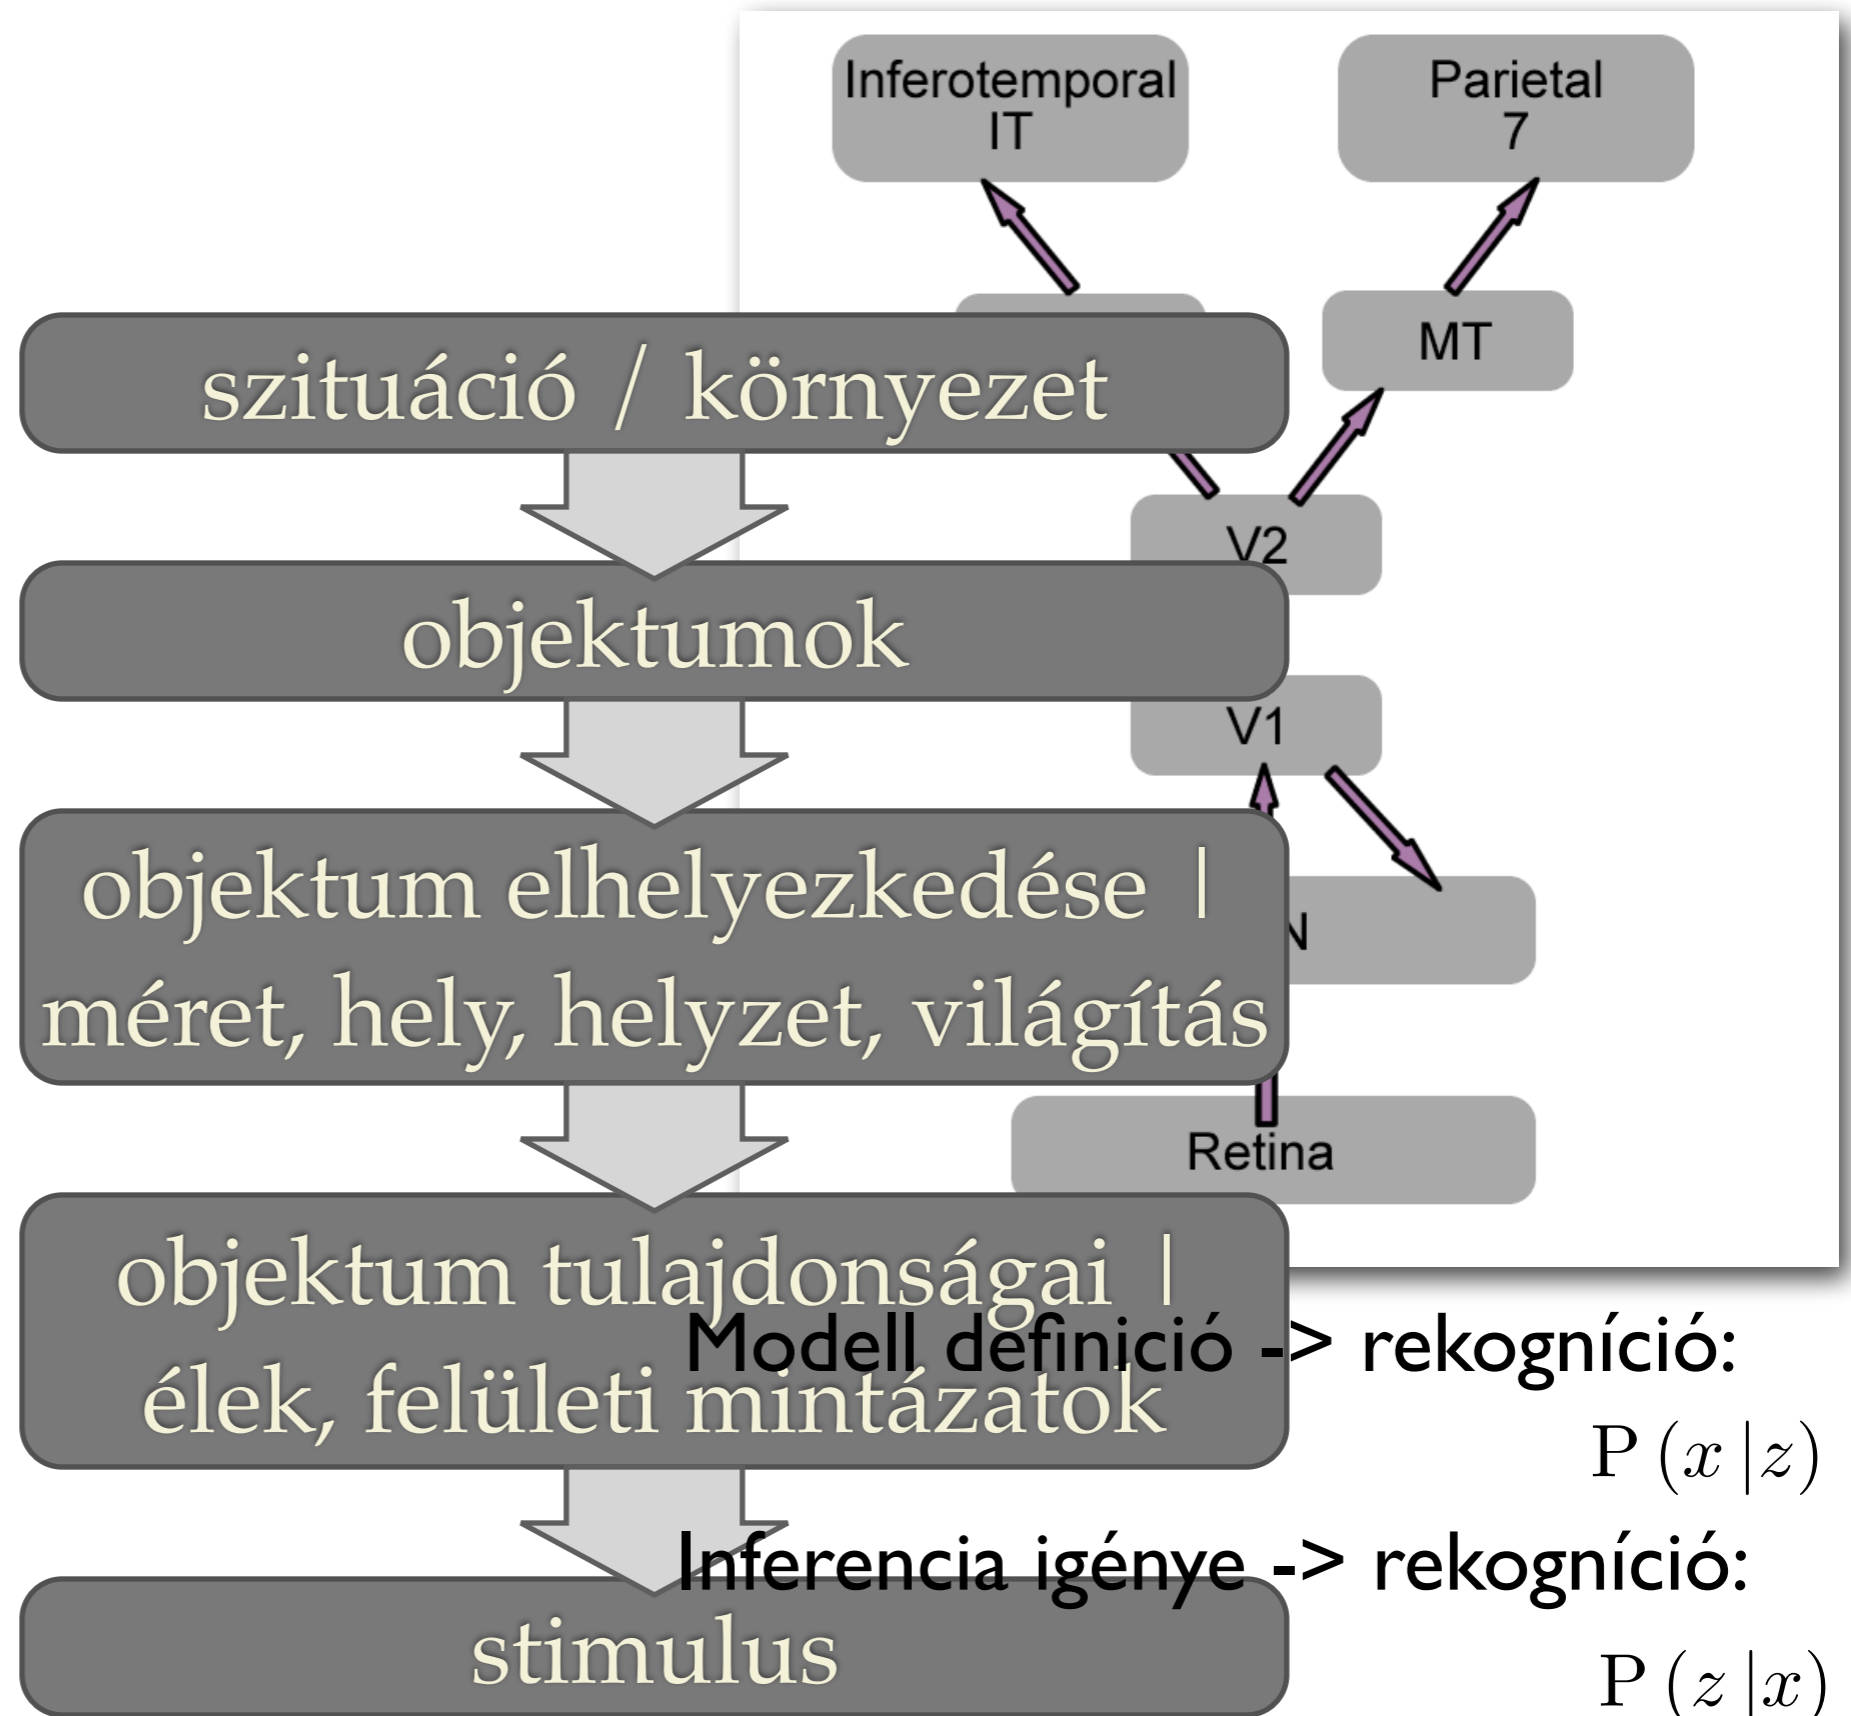 Inferotemporal
IT
Parietal
7
MT
szituáció / környezet
V2
objektumok
V1
objektum elhelyezkedése |
méret, hely, helyzet, világítás
N
Retina
objektum tulajdonságai |
élek, felületi mintázatok
Modell definició -> rekogníció:
P (x |z)
Inferencia igénye -> rekogníció:
stimulus
P (z |x)